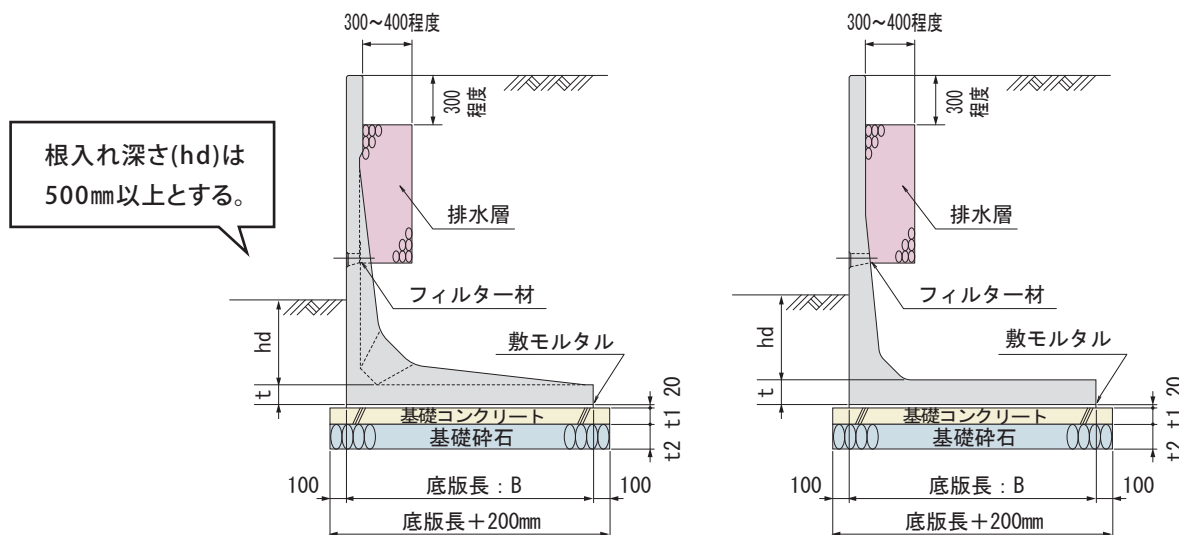 300～400程度
300
程度
根入れ深さ(hd)は
500㎜以上とする。
排水層
フィルター材
敷モルタル
hd
t
20
t1
t2
基礎コンクリート
基礎砕石
100
底版長：B
100
底版長＋200mm
300～400程度
300
程度
排水層
フィルター材
敷モルタル
hd
t
20
t1
t2
基礎コンクリート
基礎砕石
100
底版長：B
100
底版長＋200mm